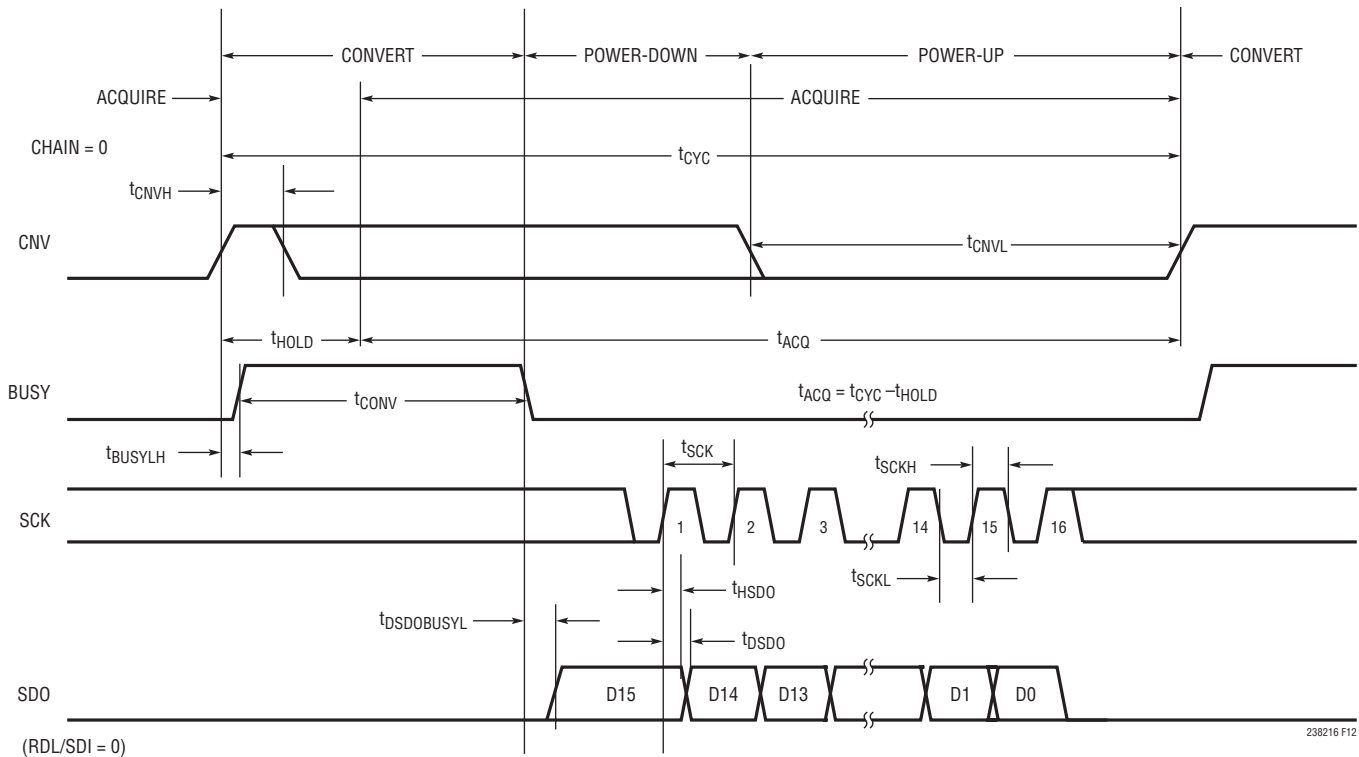 CONVERT POWER-DOWN POWER-UP CONVERT
ACQUIRE ACQUIRE
CHAIN = 0
tCYC
tCNVH
CNV
tCNVL
tHOLD tACQ
BUSY
tCONV
tACQ = tCYC –tHOLD
tBUSYLH
tSCK
tSCKH
SCK
1 2 3 14 15 16
tSCKL
tHSDO
tDSDOBUSYL
tDSDO
SDO
D15 D14 D13 D1 D0
238216 F12
(RDL/SDI = 0)